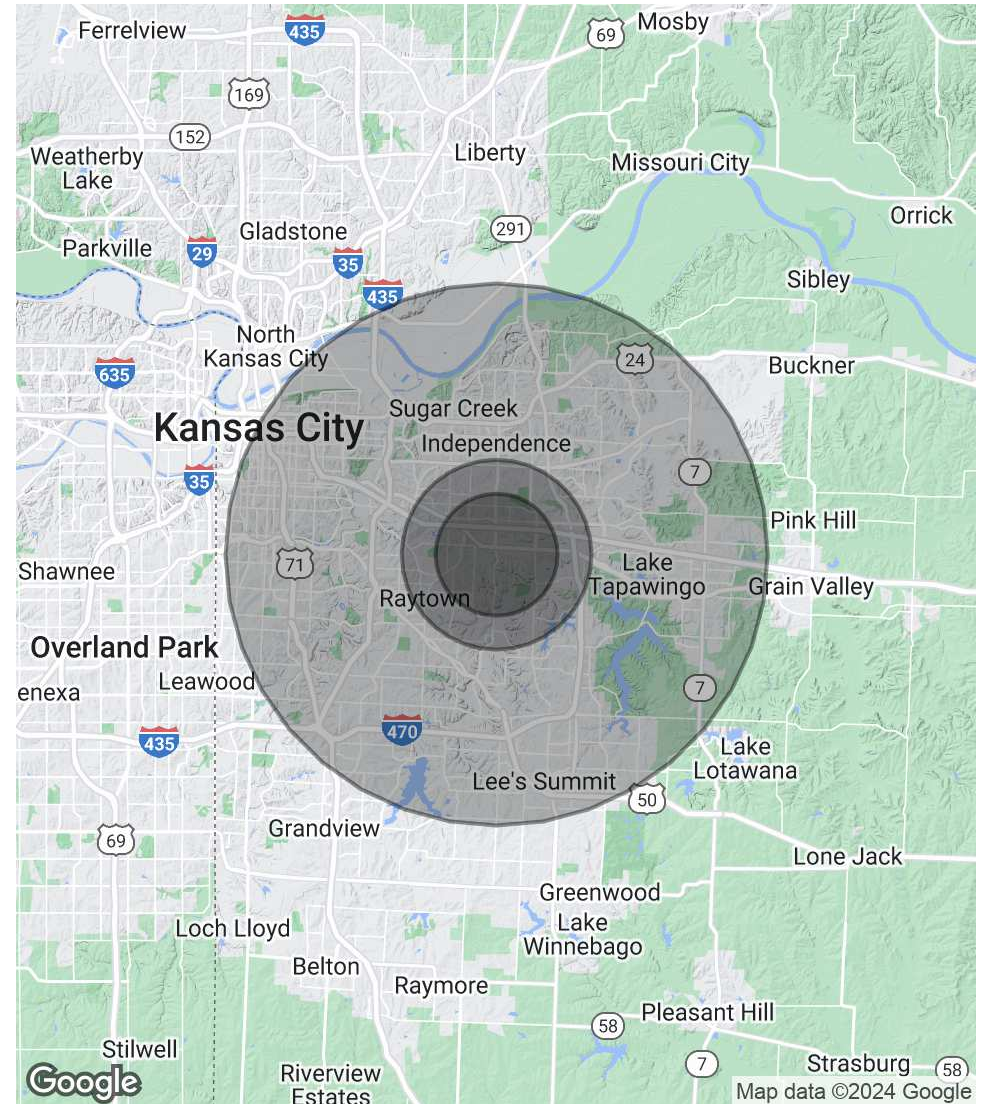 Ferrelview
435
69
Mosby
169
152
Weatherby
Lake
Liberty
Missouri City
291
Orrick
Parkville
29
Gladstone
35
435
Sibley
North
Kansas City
24
Buckner
635
Sugar Creek
Kansas City
Independence
35
7
Pink Hill
71
Shawnee
Lake
Tapawingo
Grain Valley
Raytown
Overland Park
enexa
Leawood
7
435
470
Lake
Lotawana
Lee's Summit
50
69
Grandview
Lone Jack
Greenwood
Loch Lloyd
Lake
Winnebago
Belton
Raymore
Pleasant Hill
58
Stilwell
7
Strasburg
58
Riverview
Estates
Google
Map data ©2024 Google